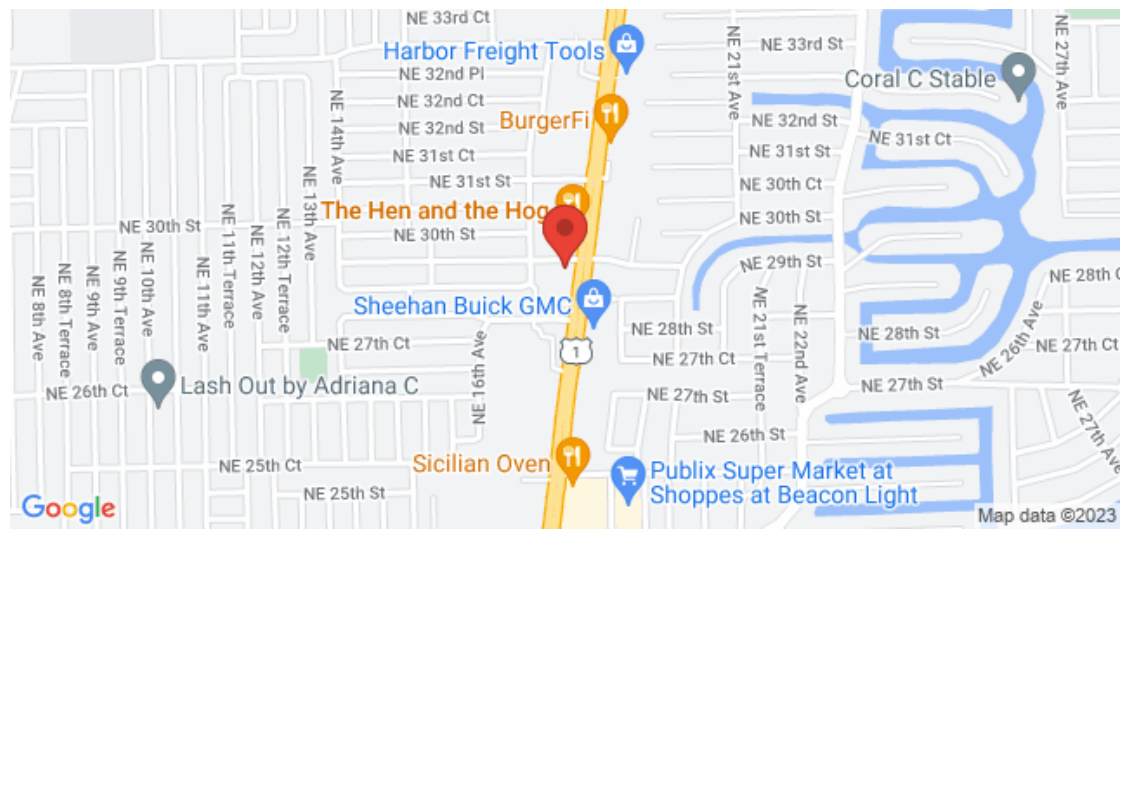 NE 33rd Ct
NE 33rd St
NE 21st Ave
NE 27th Ave
Harbor Freight Tools
Coral C Stable
NE 32nd Pl
NE 32nd Ct
NE 14th Ave
BurgerFi
NE 32nd St
NE 32nd St
NE 31st Ct
NE 31st Ct
NE 31st St
NE 31st St
NE 30th Ct
NE 13th Ave
The Hen and the Hog
NE 30th St
NE 30th St
NE 30th St
NE 11th Terrace
NE 12th Ave
NE 12th Terrace
NE 29th St
NE 28th
NE 8th Ave
NE 8th Terrace
NE 9th Ave
NE 9th Terrace
NE 10th Ave
NE 11th Ave
Sheehan Buick GMC
NE 28th St
NE 28th St
NE 21st Terrace
NE 22nd Ave
NE 26th Ave
NE 27th Ct
NE 16th Ave
1
NE 27th Ct
NE 27th Ct
NE 26th Ct
Lash Out by Adriana C
NE 27th St
NE 27th St
NE 27th Ave
NE 26th St
NE 25th Ct
Sicilian Oven
Publix Super Market at
Shoppes at Beacon Light
NE 25th St
Google
Map data ©2023